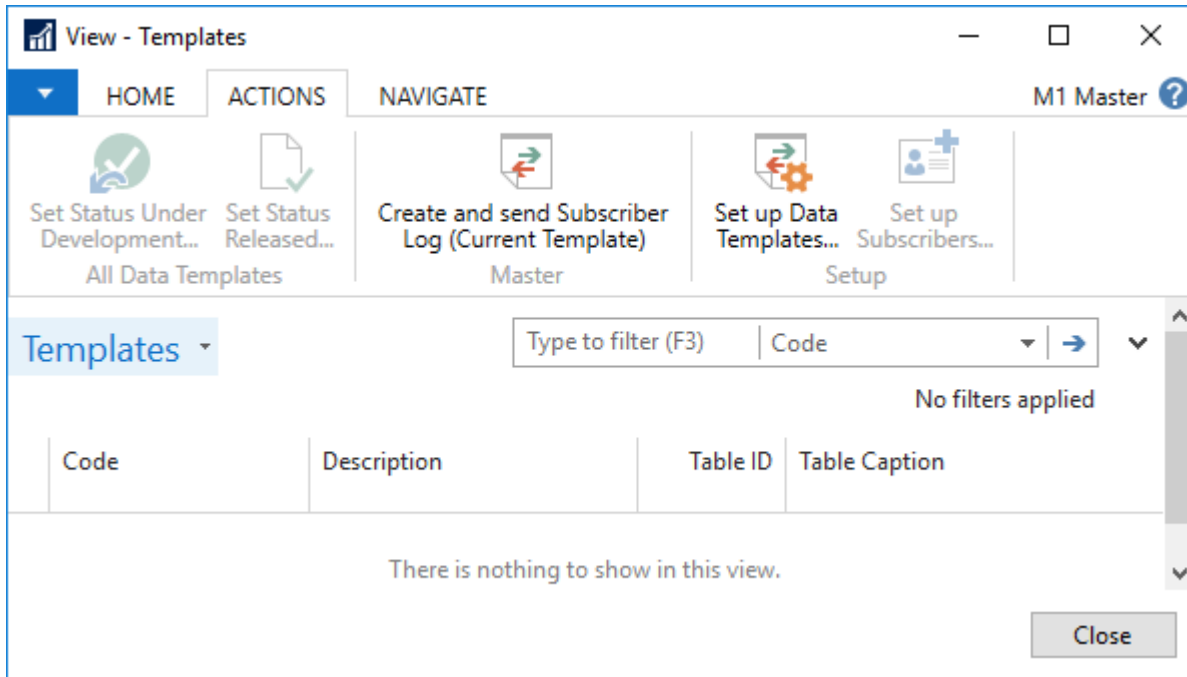 View - Templates
HOME ACTIONS NAVIGATE M1 Master ?
Set Status Under Development...
Set Status Released...
All Data Templates
Create and send Subscriber Log (Current Template)
Master
Set up Data Templates...
Set up Subscribers...
Setup
Templates
Type to filter (F3) Code
No filters applied
Code Description Table ID Table Caption
There is nothing to show in this view.
Close